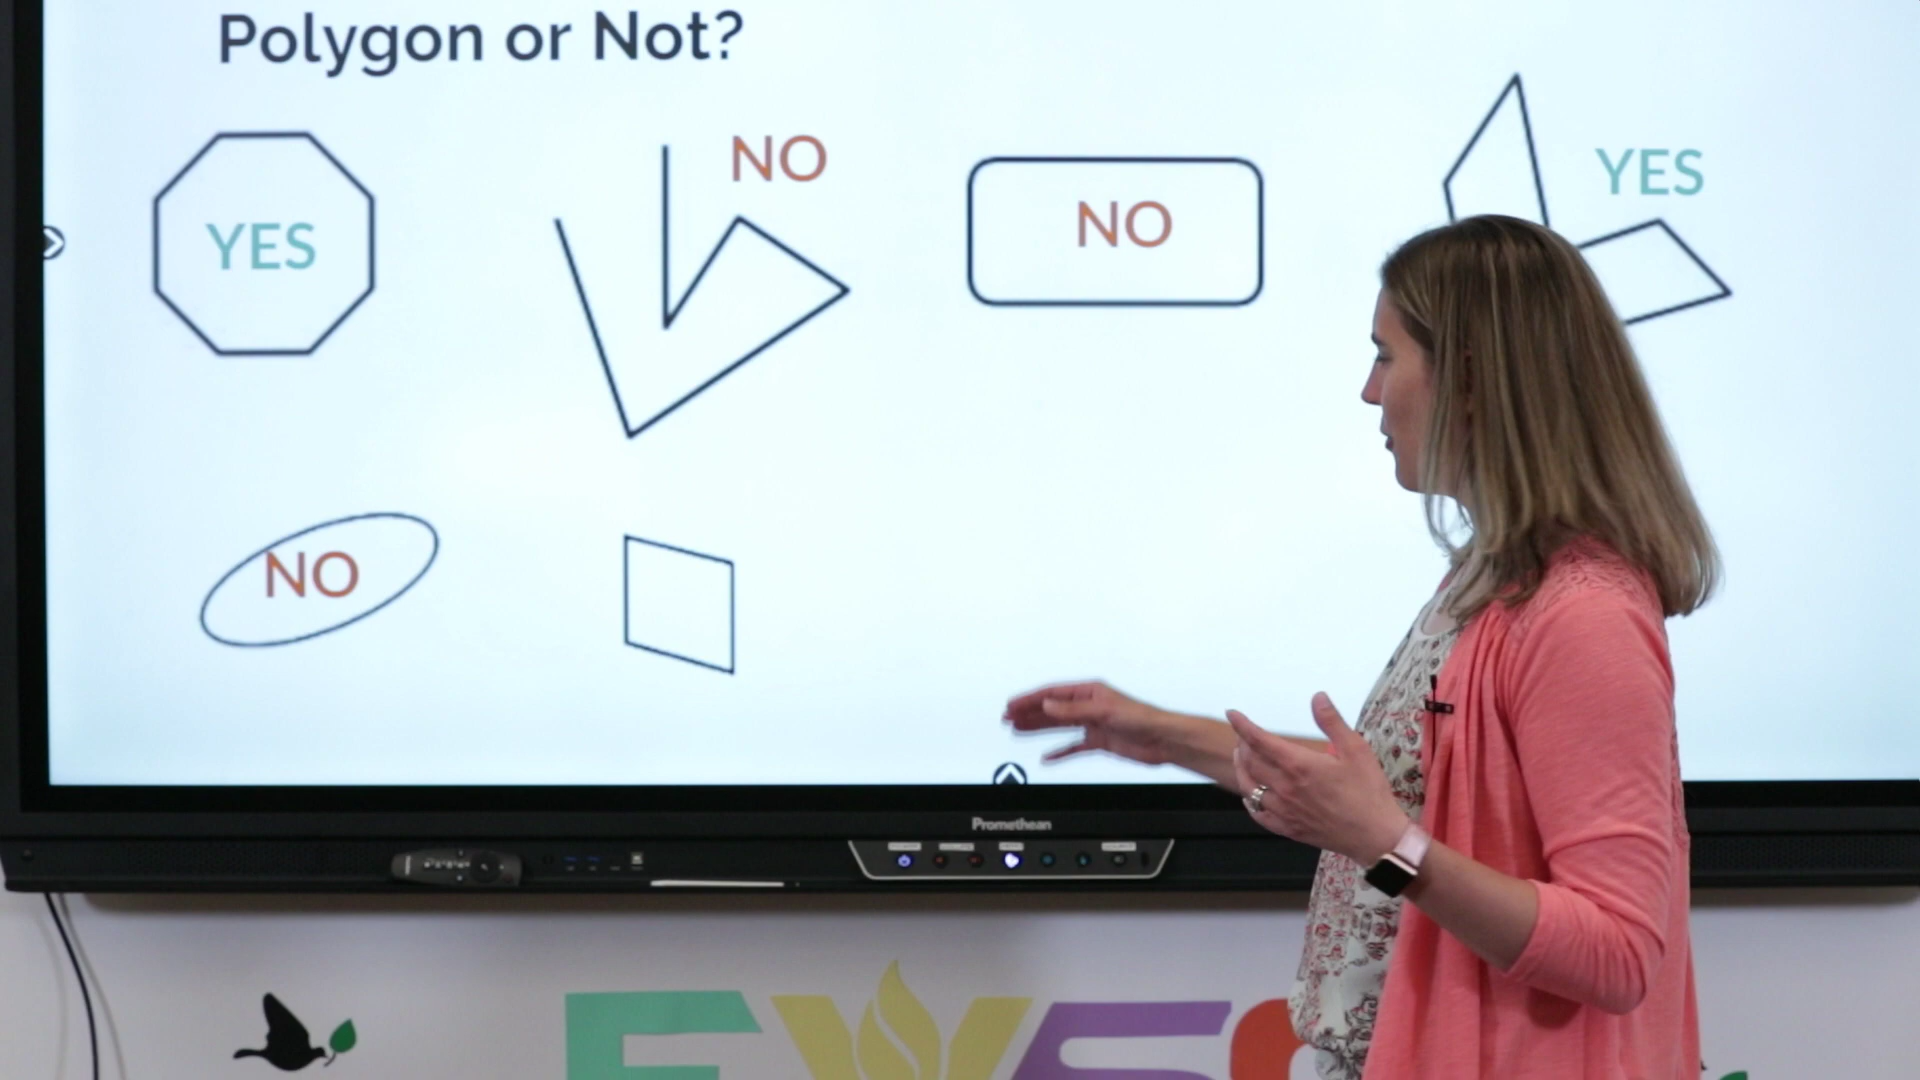 Polygon or Not?
YES
NO
NO
YES
NO
Promethean